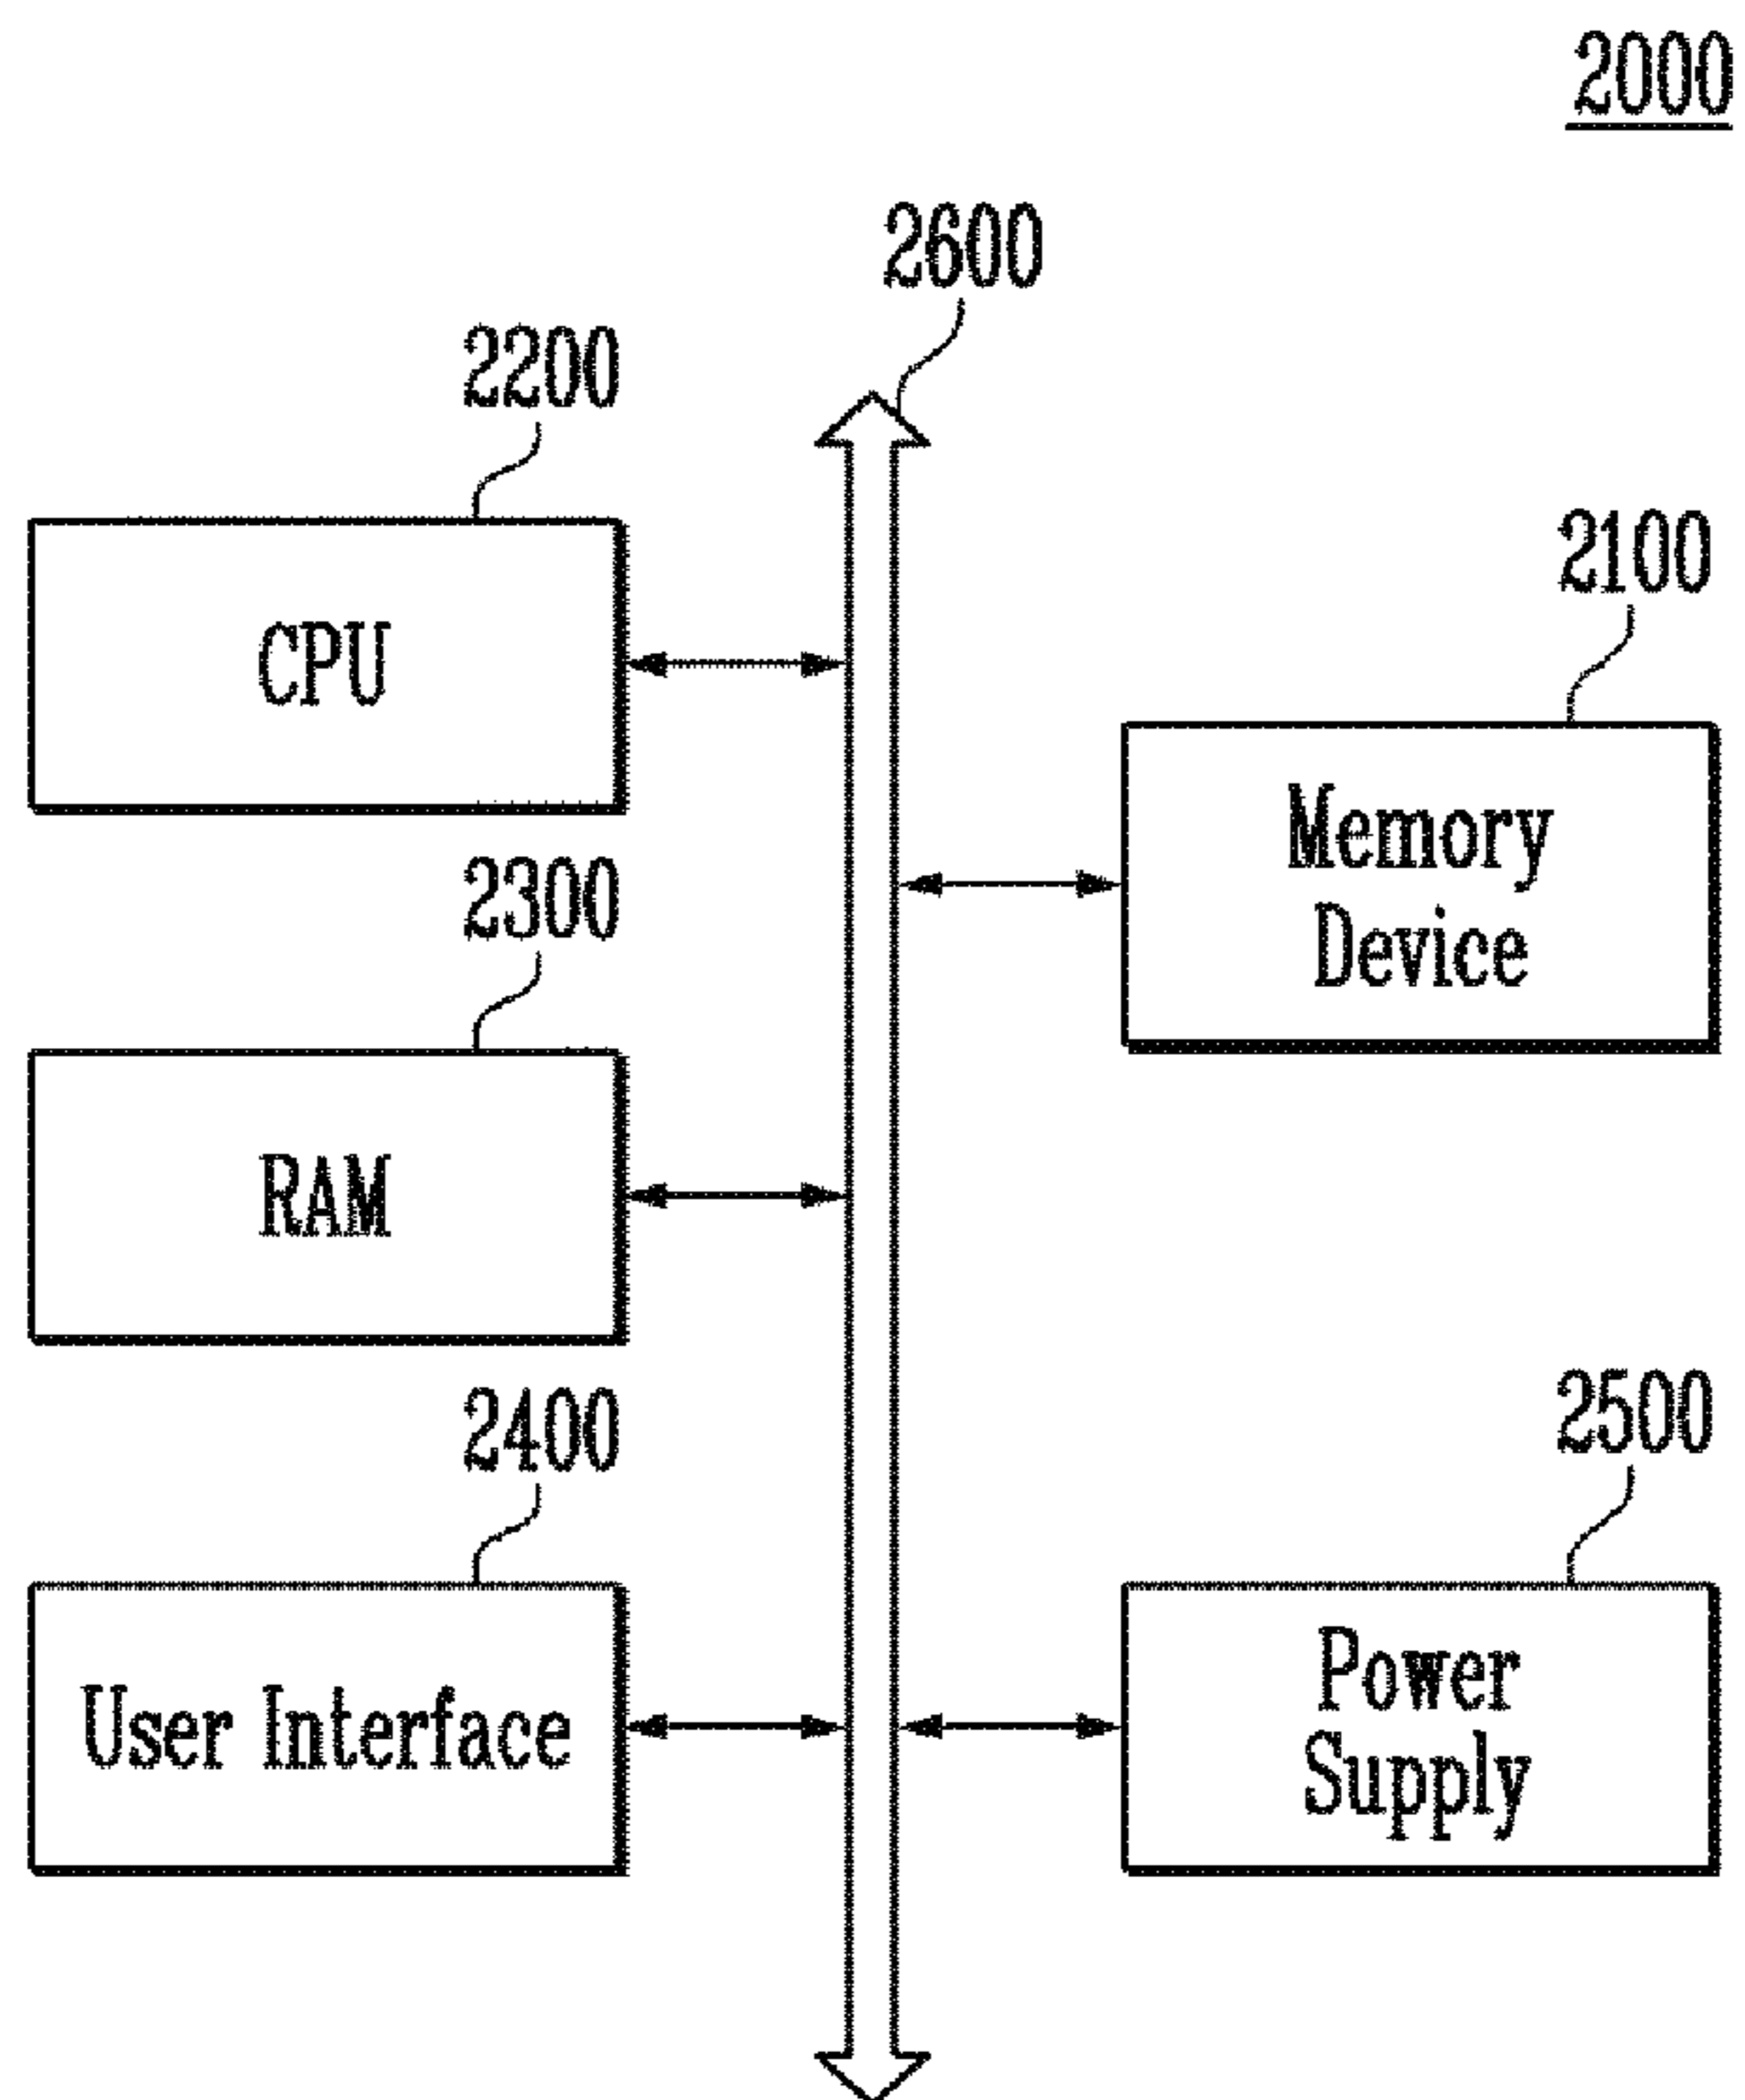 2000
2600
2200
CPU
2100
Memory
Device
2300
RAM
2400
User Interface
2500
Power
Supply